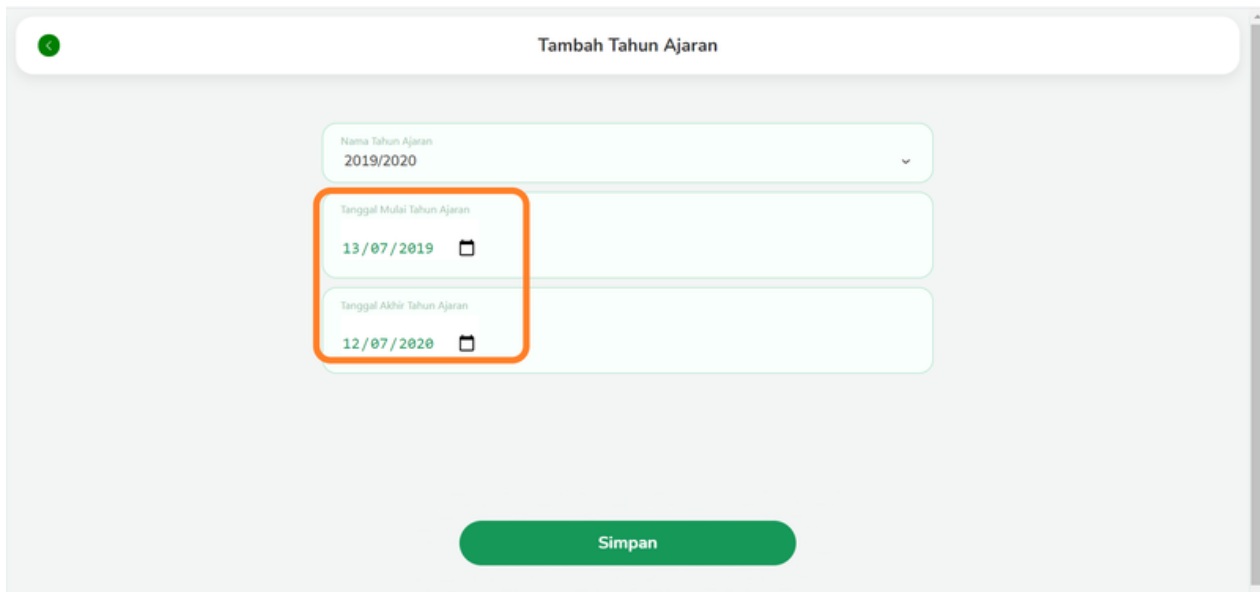 Tambah Tahun Ajaran
Nama Tahun Ajaran
2019/2020
Tanggal Mulai Tahun Ajaran
13/07/2019
Tanggal Akhir Tahun Ajaran
12/07/2020
Simpan